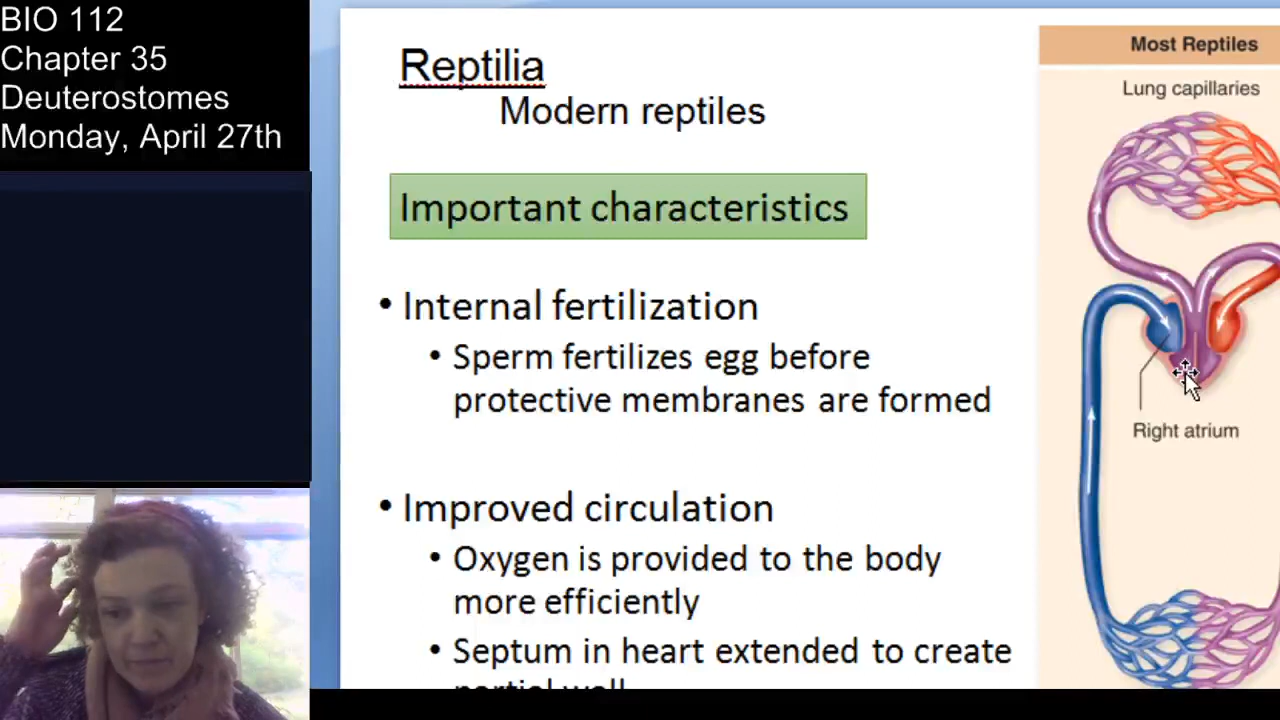 BIO 112
Chapter 35
Deuterostomes
Monday, April 27th
Reptilia
Modern reptiles
Important characteristics
• Internal fertilization
• Sperm fertilizes egg before
protective membranes are formed
• Improved circulation
• Oxygen is provided to the body
more efficiently
• Septum in heart extended to create
partial wall
Most Reptiles
Lung capillaries
Right atrium